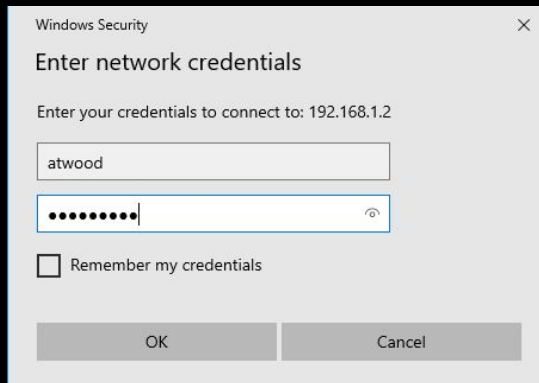 Windows Security
Enter network credentials
Enter your credentials to connect to: 192.168.1.2
atwood
●●●●●●●●●
Remember my credentials
OK
Cancel